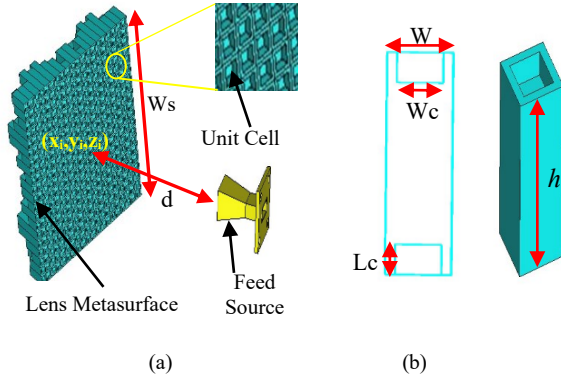 Ws
Unit Cell
(xᵢ,yᵢ,zᵢ)
d
Lens Metasurface
Feed
Source
(a)
W
Wc
h
Lc
(b)